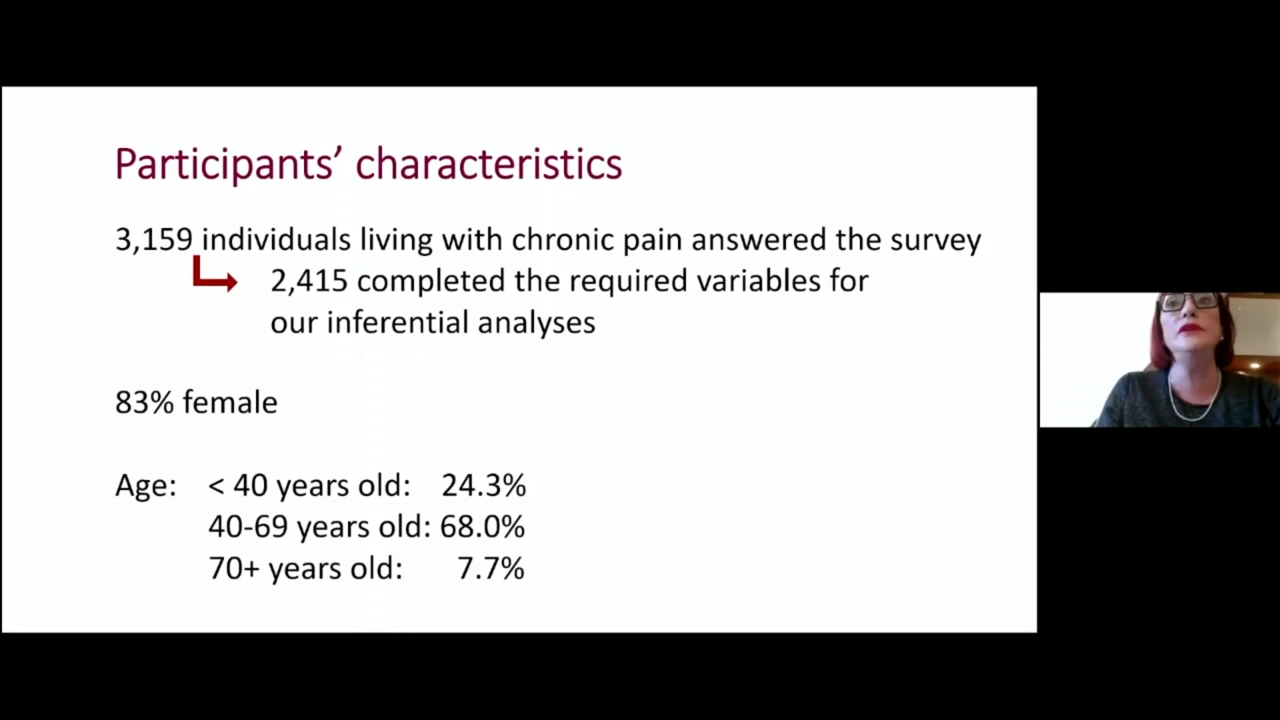 Participants’ characteristics
3,159 individuals living with chronic pain answered the survey
2,415 completed the required variables for
our inferential analyses
83% female
Age: < 40 years old: 24.3%
40-69 years old: 68.0%
70+ years old: 7.7%